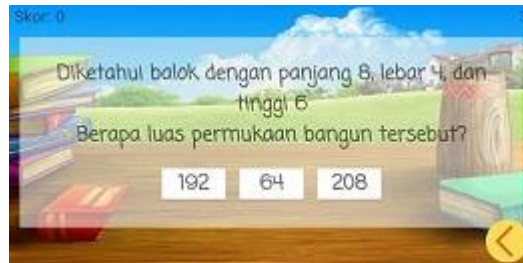 Skor: 0
Diketahui balok dengan panjang 8, lebar 4, dan
tinggi 6
Berapa luas permukaan bangun tersebut?
192 64 208